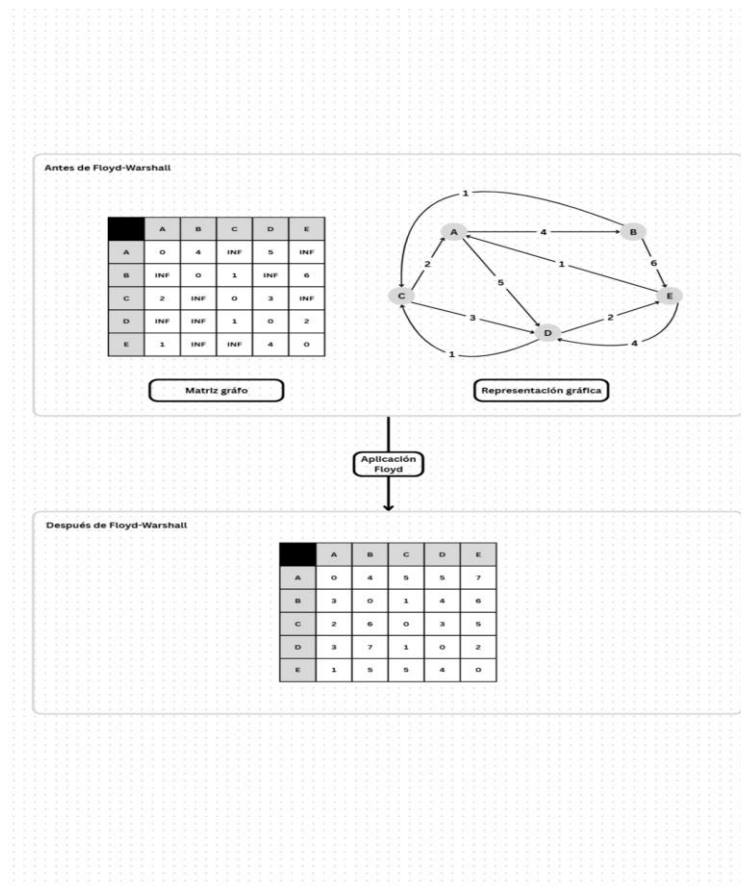 Antes de Floyd-Warshall
A B C D E
A 0 4 INF 5 INF
B INF 0 1 INF 6
C 2 INF 0 3 INF
D INF INF 1 0 2
E 1 INF INF 4 0
Matriz gráfo
1
A 4 B
2 1 6
5
C E
3 2
D
1 4
Representación gráfica
Aplicación
Floyd
Después de Floyd-Warshall
A B C D E
A 0 4 5 5 7
B 3 0 1 4 6
C 2 6 0 3 5
D 3 7 1 0 2
E 1 5 5 4 0